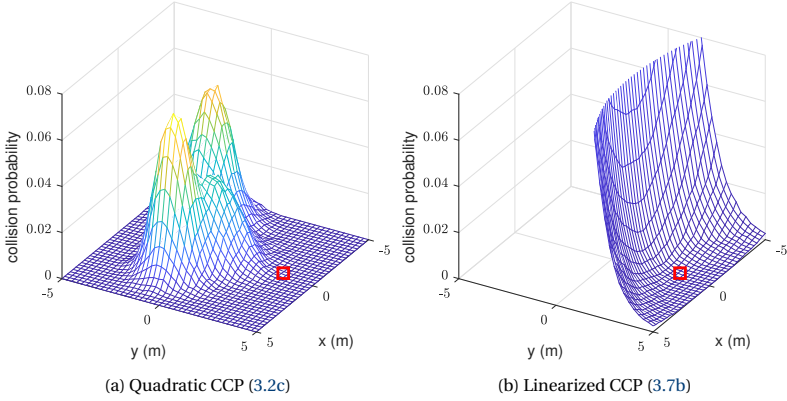 0.08
0.06
0.04
0.02
0
collision probability
-5
0
5
y (m)
5
0
-5
x (m)
(a) Quadratic CCP (3.2c)
0.08
0.06
0.04
0.02
0
collision probability
-5
0
5
y (m)
5
0
-5
x (m)
(b) Linearized CCP (3.7b)